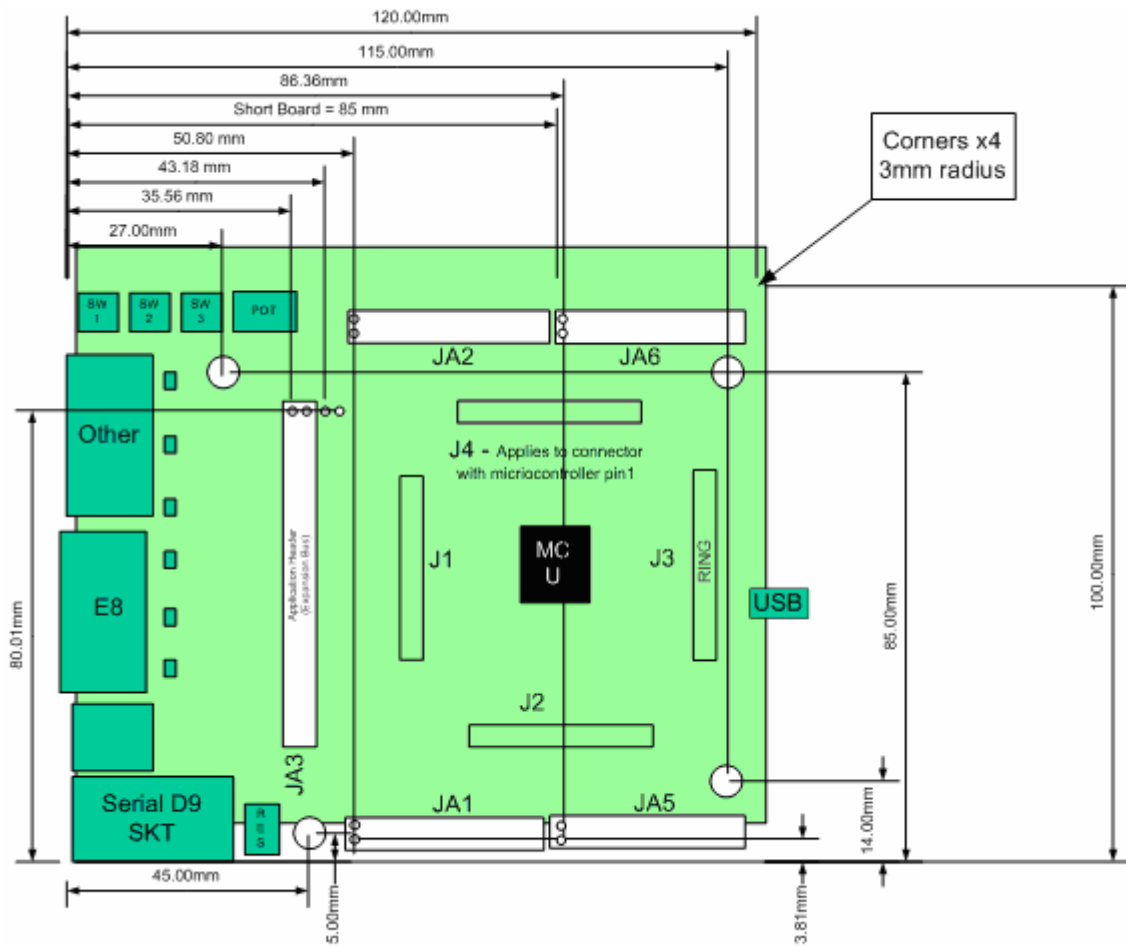 120.00mm
115.00mm
86.36mm
Short Board = 85 mm
50.80 mm
43.18 mm
35.56 mm
27.00mm
Corners x4
3mm radius
SW
1
SW
2
SW
3
POT
JA2
JA6
Other
J4 - Applies to connector
with micriocontroller pin1
Application Header
(Expansion Bus)
J1
MC
U
J3
RING
E8
USB
80.01mm
85.00mm
100.00mm
J2
JA3
Serial D9
SKT
RES
JA1
JA5
14.00mm
45.00mm
5.00mm
3.81mm